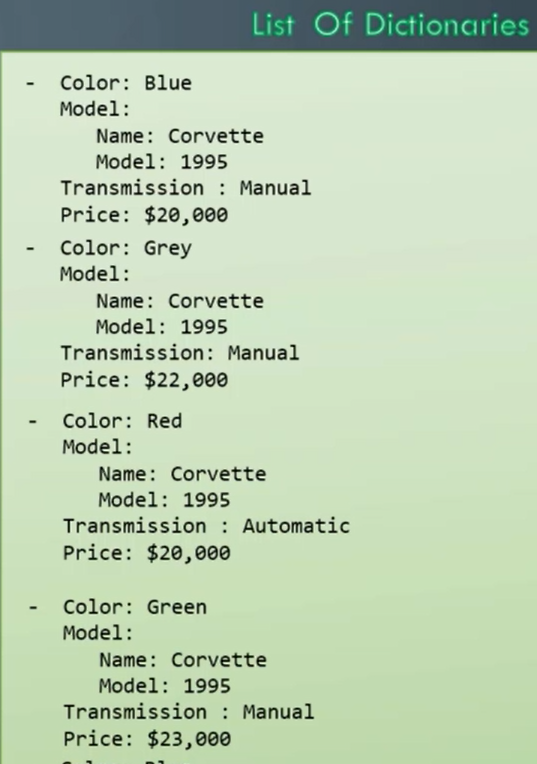 List Of Dictionaries
- Color: Blue
Model:
Name: Corvette
Model: 1995
Transmission : Manual
Price: $20,000
- Color: Grey
Model:
Name: Corvette
Model: 1995
Transmission: Manual
Price: $22,000
- Color: Red
Model:
Name: Corvette
Model: 1995
Transmission : Automatic
Price: $20,000
- Color: Green
Model:
Name: Corvette
Model: 1995
Transmission : Manual
Price: $23,000